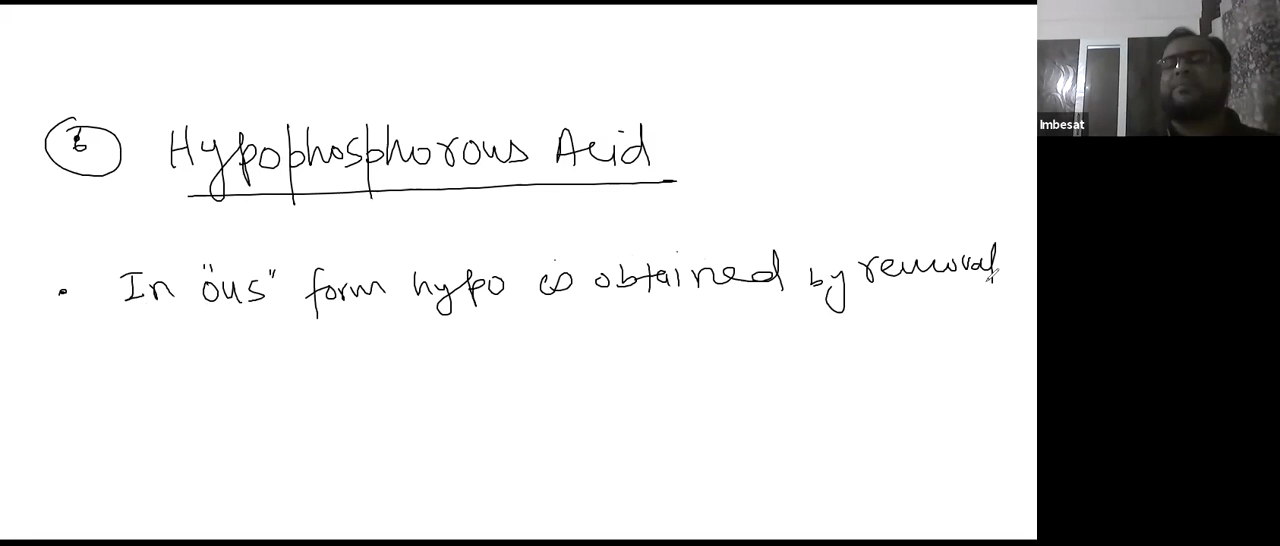 6 Hypophosphorous Acid
Imbesat
• In "ous" form hypo is obtained by removal